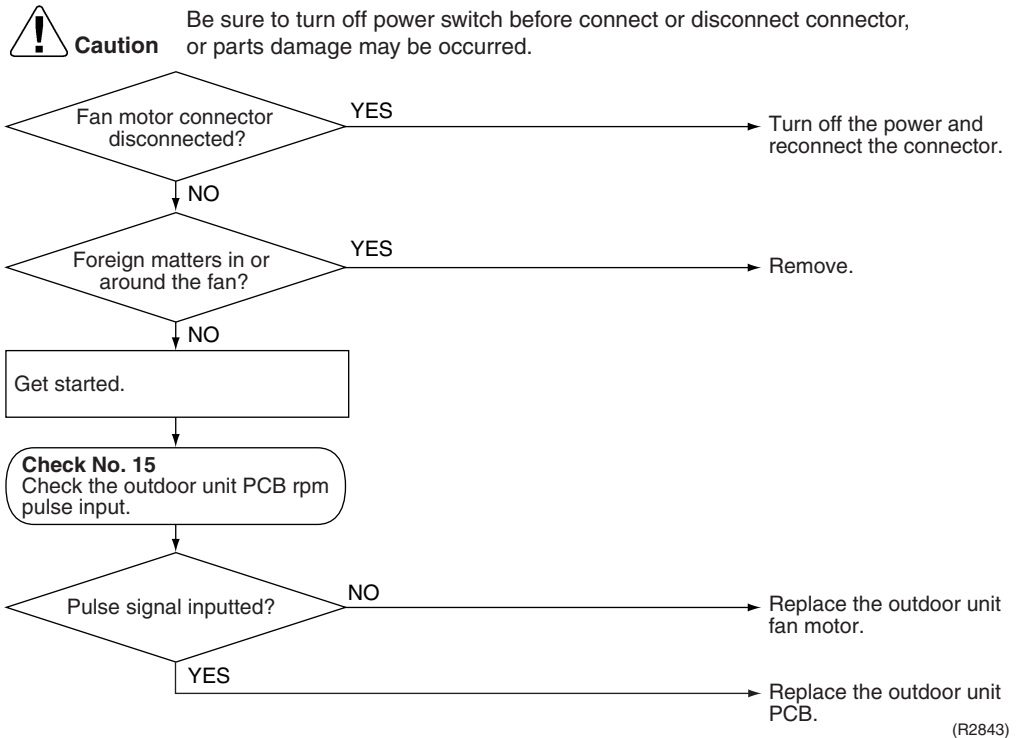 Caution
Be sure to turn off power switch before connect or disconnect connector,
or parts damage may be occurred.
Fan motor connector
disconnected?
YES
Turn off the power and
reconnect the connector.
NO
Foreign matters in or
around the fan?
YES
Remove.
NO
Get started.
Check No. 15
Check the outdoor unit PCB rpm
pulse input.
Pulse signal inputted?
NO
Replace the outdoor unit
fan motor.
YES
Replace the outdoor unit
PCB.
(R2843)